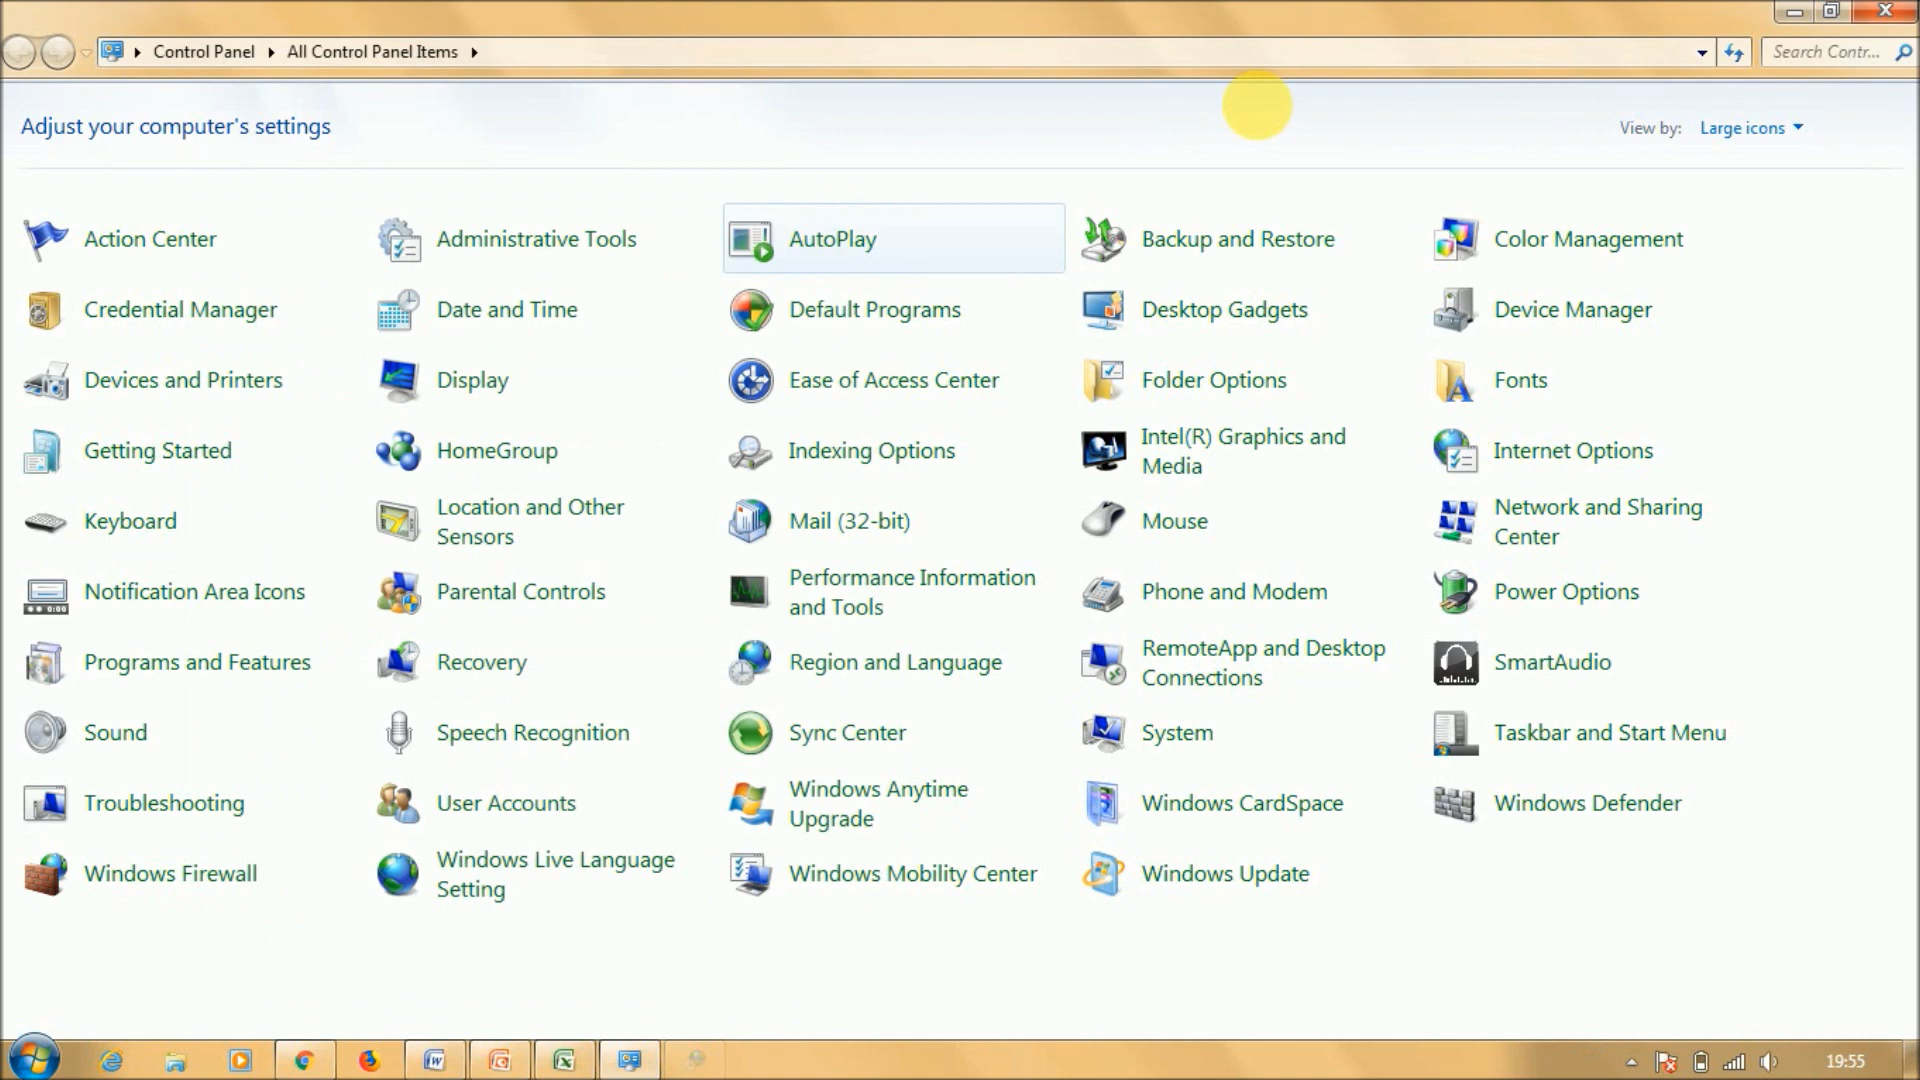 Control Panel
All Control Panel Items
Search Contr...
Adjust your computer's settings
View by: Large icons
Action Center
Administrative Tools
AutoPlay
Backup and Restore
Color Management
Credential Manager
Date and Time
Default Programs
Desktop Gadgets
Device Manager
Devices and Printers
Display
Ease of Access Center
Folder Options
Fonts
Getting Started
HomeGroup
Indexing Options
Intel(R) Graphics and
Media
Internet Options
Keyboard
Location and Other
Sensors
Mail (32-bit)
Mouse
Network and Sharing
Center
Notification Area Icons
Parental Controls
Performance Information
and Tools
Phone and Modem
Power Options
Programs and Features
Recovery
Region and Language
RemoteApp and Desktop
Connections
SmartAudio
Sound
Speech Recognition
Sync Center
System
Taskbar and Start Menu
Troubleshooting
User Accounts
Windows Anytime
Upgrade
Windows CardSpace
Windows Defender
Windows Firewall
Windows Live Language
Setting
Windows Mobility Center
Windows Update
19:55